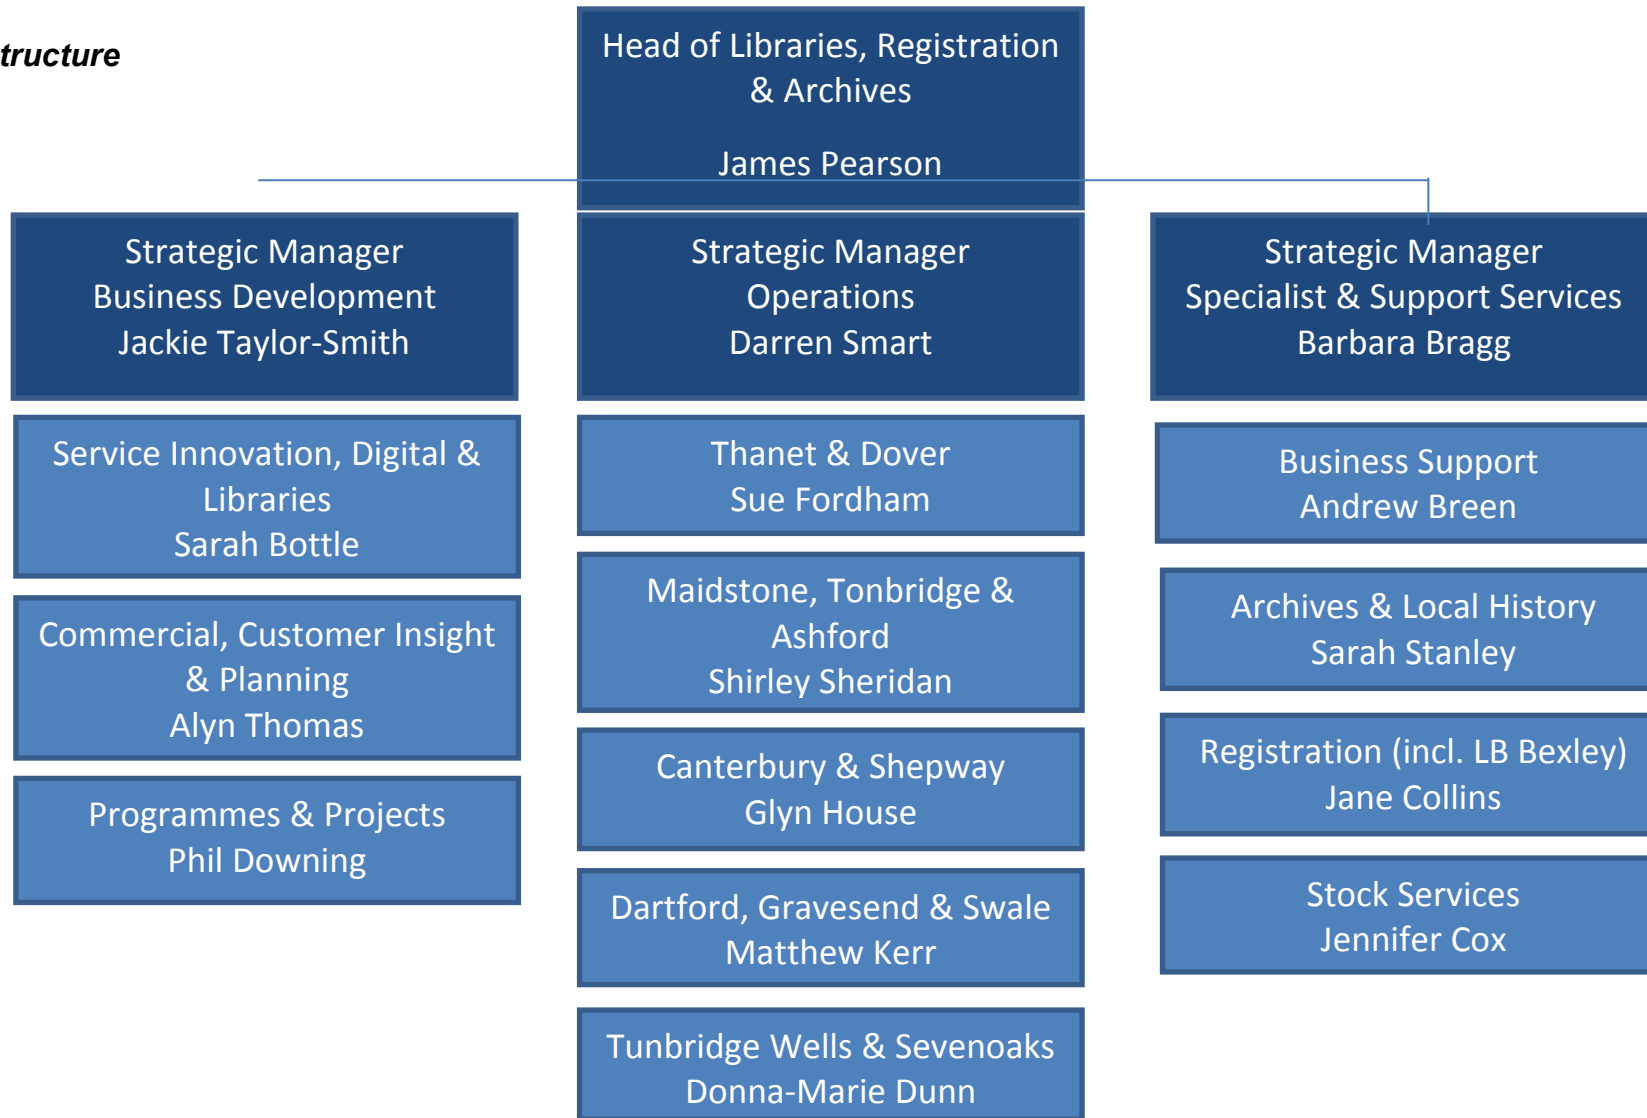 tructure
Head of Libraries, Registration
& Archives
James Pearson
Strategic Manager
Business Development
Jackie Taylor-Smith
Service Innovation, Digital &
Libraries
Sarah Bottle
Commercial, Customer Insight
& Planning
Alyn Thomas
Programmes & Projects
Phil Downing
Strategic Manager
Operations
Darren Smart
Thanet & Dover
Sue Fordham
Maidstone, Tonbridge &
Ashford
Shirley Sheridan
Canterbury & Shepway
Glyn House
Dartford, Gravesend & Swale
Matthew Kerr
Tunbridge Wells & Sevenoaks
Donna-Marie Dunn
Strategic Manager
Specialist & Support Services
Barbara Bragg
Business Support
Andrew Breen
Archives & Local History
Sarah Stanley
Registration (incl. LB Bexley)
Jane Collins
Stock Services
Jennifer Cox